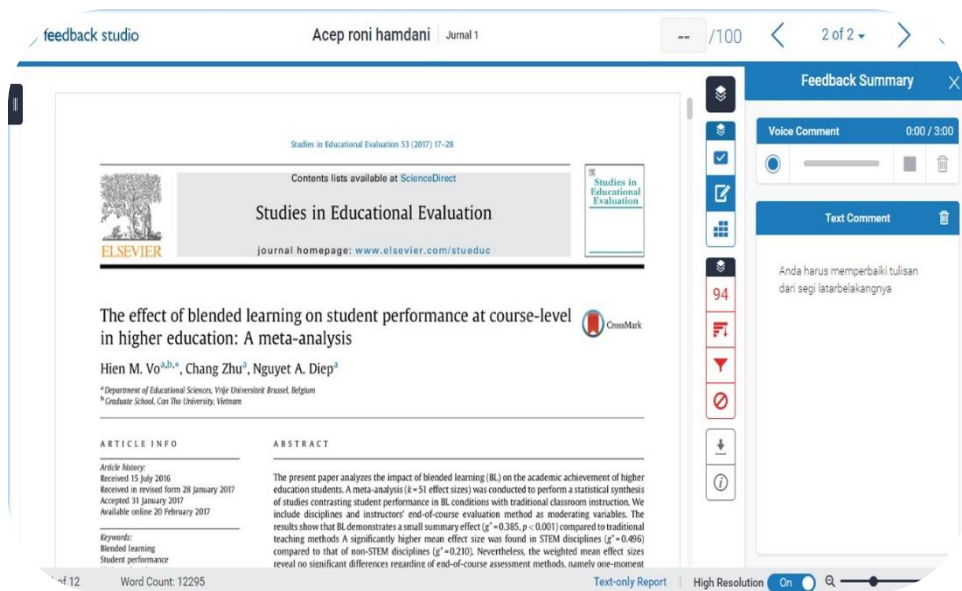 feedback studio
Acep roni hamdani Jurnal 1
-- /100
2 of 2
Feedback Summary
Studies in Educational Evaluation 53 (2017) 17–28
Contents lists available at ScienceDirect
Studies in Educational Evaluation
journal homepage: www.elsevier.com/stueduc
ELSEVIER
Studies in
Educational
Evaluation
The effect of blended learning on student performance at course-level
in higher education: A meta-analysis
CrossMark
Hien M. Vo a,b,*, Chang Zhu a, Nguyet A. Diep a
a Department of Educational Sciences, Vrije Universiteit Brussel, Belgium
b Graduate School, Can Tho University, Vietnam
ARTICLE INFO
Article history:
Received 15 July 2016
Received in revised form 28 January 2017
Accepted 31 January 2017
Available online 20 February 2017
Keywords:
Blended learning
Student performance
ABSTRACT
The present paper analyzes the impact of blended learning (BL) on the academic achievement of higher
education students. A meta-analysis (k = 51 effect sizes) was conducted to perform a statistical synthesis
of studies contrasting student performance in BL conditions with traditional classroom instruction. We
include disciplines and instructors' end-of-course evaluation method as moderating variables. The
results show that BL demonstrates a small summary effect (g+ = 0.385, p < 0.001) compared to traditional
teaching methods A significantly higher mean effect size was found in STEM disciplines (g+ = 0.496)
compared to that of non-STEM disciplines (g+ = 0.210). Nevertheless, the weighted mean effect sizes
reveal no significant differences regarding of end-of-course assessment methods, namely one-moment
94
Voice Comment 0:00 / 3:00
Text Comment
Anda harus memperbaiki tulisan
dari segi latarbelakangnya
of 12 Word Count: 12295
Text-only Report High Resolution On